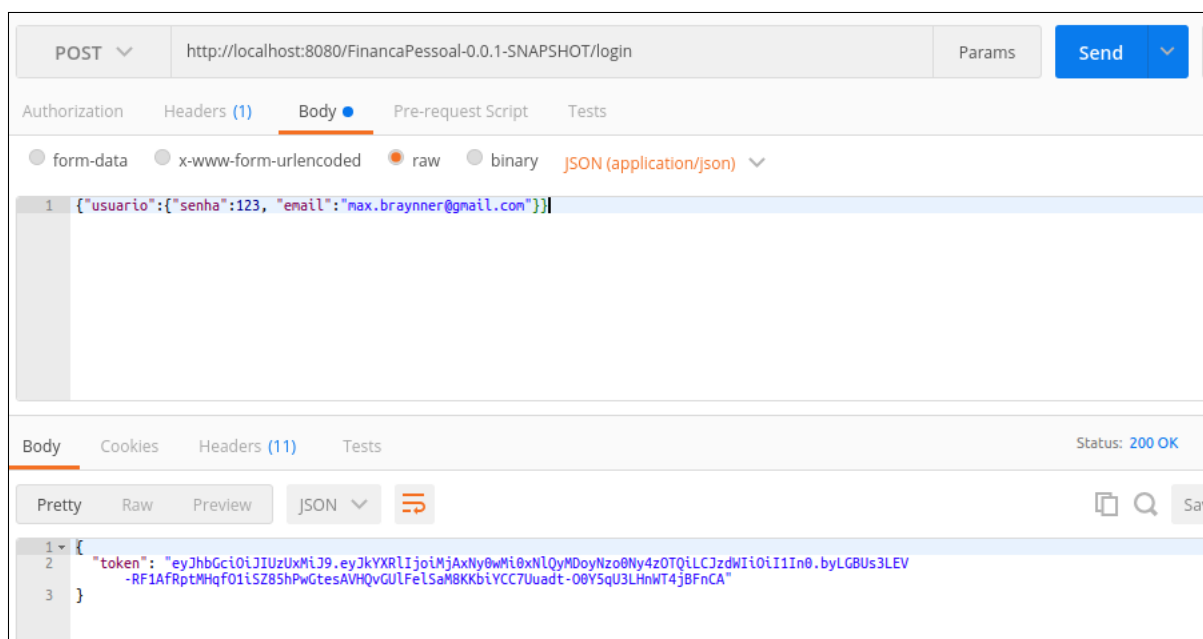 POST http://localhost:8080/FinancaPessoal-0.0.1-SNAPSHOT/login Params Send
Authorization Headers (1) Body Pre-request Script Tests
form-data x-www-form-urlencoded raw binary JSON (application/json)
1 {"usuario":{"senha":123, "email":"max.braynner@gmail.com"}}
Body Cookies Headers (11) Tests Status: 200 OK
Pretty Raw Preview JSON Sa
1 {
2 "token": "eyJhbGciOiJIUzUxMiJ9.eyJkYXRlIjoiMjAxNy0wMi0xNlQyMDoyNzo0Ny4zOTQiLCJzdWIiOiI1In0.byLGBUs3LEV
-RF1AfRptMHqfO1iSZ85hPwGtesAVHQvGUlFelSaM8KKbiYCC7Uuadt-O0Y5qU3LHnWT4jBFnCA"
3 }